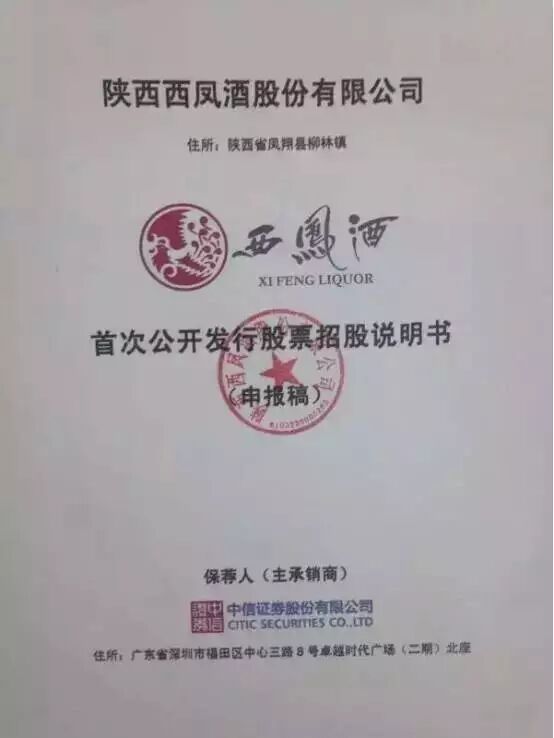 陕西西凤酒股份有限公司
住所：陕西省凤翔县柳林镇
西鳳酒
XI FENG LIQUOR
首次公开发行股票招股说明书
（申报稿）
保荐人（主承销商）
中信证券股份有限公司
CITIC SECURITIES CO.,LTD
住所：广东省深圳市福田区中心三路8号卓越时代广场（二期）北座